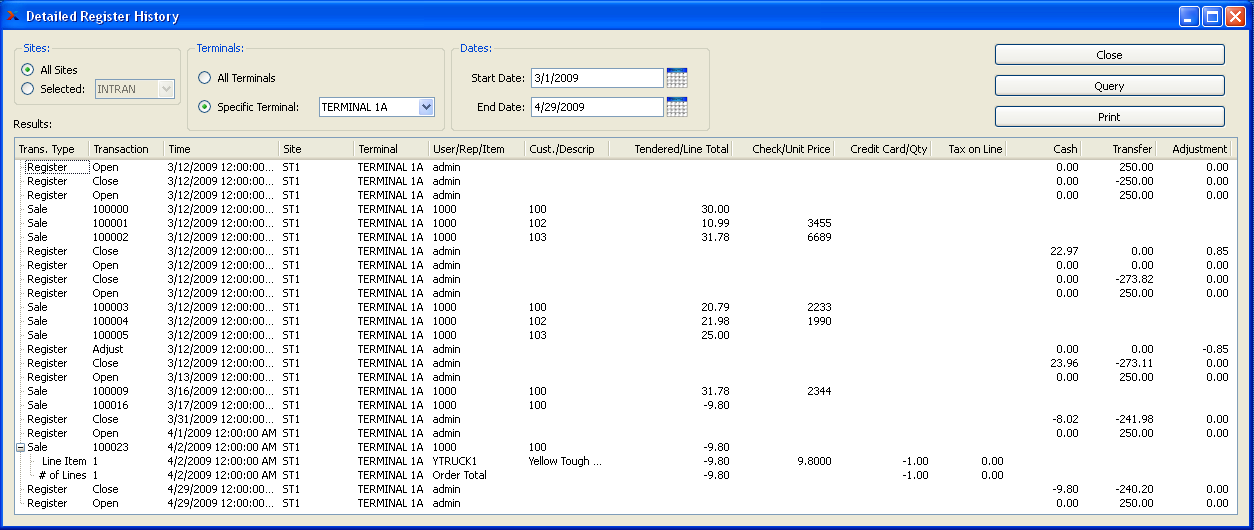 Detailed Register History
Sites:
All Sites
Selected: INTRAN
Terminals:
All Terminals
Specific Terminal: TERMINAL 1A
Dates:
Start Date: 3/1/2009
End Date: 4/29/2009
Close
Query
Print
Results:
Trans. Type Transaction Time Site Terminal User/Rep/Item Cust./Descrip Tendered/Line Total Check/Unit Price Credit Card/Qty Tax on Line Cash Transfer Adjustment
Register Open 3/12/2009 12:00:00... ST1 TERMINAL 1A admin 0.00 250.00 0.00
Register Close 3/12/2009 12:00:00... ST1 TERMINAL 1A admin 0.00 -250.00 0.00
Register Open 3/12/2009 12:00:00... ST1 TERMINAL 1A admin 0.00 250.00 0.00
Sale 100000 3/12/2009 12:00:00... ST1 TERMINAL 1A 1000 100 30.00
Sale 100001 3/12/2009 12:00:00... ST1 TERMINAL 1A 1000 102 10.99 3455
Sale 100002 3/12/2009 12:00:00... ST1 TERMINAL 1A 1000 103 31.78 6689
Register Close 3/12/2009 12:00:00... ST1 TERMINAL 1A admin 22.97 0.00 0.85
Register Open 3/12/2009 12:00:00... ST1 TERMINAL 1A admin 0.00 0.00 0.00
Register Close 3/12/2009 12:00:00... ST1 TERMINAL 1A admin 0.00 -273.82 0.00
Register Open 3/12/2009 12:00:00... ST1 TERMINAL 1A admin 0.00 250.00 0.00
Sale 100003 3/12/2009 12:00:00... ST1 TERMINAL 1A 1000 100 20.79 2233
Sale 100004 3/12/2009 12:00:00... ST1 TERMINAL 1A 1000 102 21.98 1990
Sale 100005 3/12/2009 12:00:00... ST1 TERMINAL 1A 1000 103 25.00
Register Adjust 3/12/2009 12:00:00... ST1 TERMINAL 1A admin 0.00 0.00 -0.85
Register Close 3/12/2009 12:00:00... ST1 TERMINAL 1A admin 23.96 -273.11 0.00
Register Open 3/13/2009 12:00:00... ST1 TERMINAL 1A admin 0.00 250.00 0.00
Sale 100009 3/16/2009 12:00:00... ST1 TERMINAL 1A 1000 100 31.78 2344
Sale 100016 3/17/2009 12:00:00... ST1 TERMINAL 1A 1000 100 -9.80
Register Close 3/31/2009 12:00:00... ST1 TERMINAL 1A admin -8.02 -241.98 0.00
Register Open 4/1/2009 12:00:00 AM ST1 TERMINAL 1A admin 0.00 250.00 0.00
Sale 100023 4/2/2009 12:00:00 AM ST1 TERMINAL 1A 1000 100 -9.80
Line Item 1 4/2/2009 12:00:00 AM ST1 TERMINAL 1A YTRUCK1 Yellow Tough ... -9.80 9.8000 -1.00 0.00
# of Lines 1 4/2/2009 12:00:00 AM ST1 TERMINAL 1A Order Total -9.80 -1.00 0.00
Register Close 4/29/2009 12:00:00... ST1 TERMINAL 1A admin -9.80 -240.20 0.00
Register Open 4/29/2009 12:00:00... ST1 TERMINAL 1A admin 0.00 250.00 0.00